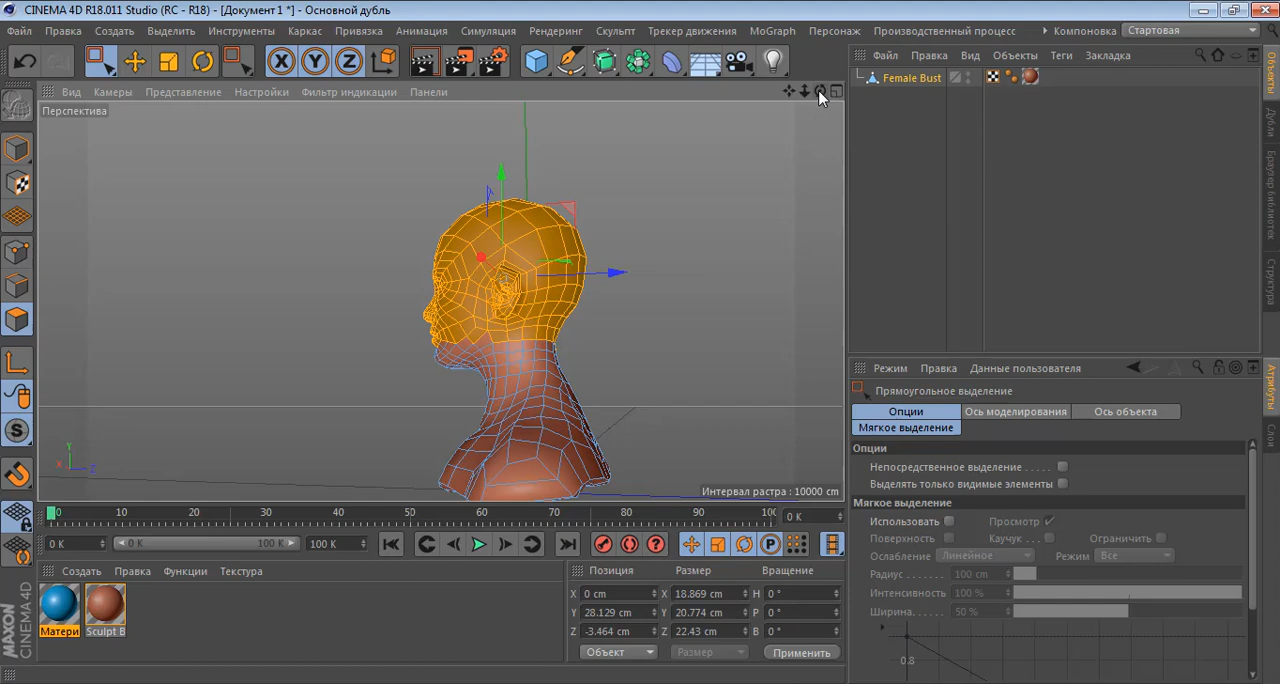 CINEMA 4D R18.011 Studio (RC - R18) - [Документ 1 *] - Основной дубль
Файл Правка Создать Выделить Инструменты Каркас Привязка Анимация Симуляция Рендеринг Скульпт Трекер движения MoGraph Персонаж Производственный процесс Компоновка Стартовая
X Y Z
Файл Правка Вид Объекты Теги Закладка
Female Bust
Вид Камеры Представление Настройки Фильтр индикации Панели
Перспектива
Объекты
Дубли
Браузер библиотек
Структура
Y
X Z
Интервал растра : 10000 cm
Режим Правка Данные пользователя
Прямоугольное выделение
Опции Ось моделирования Ось объекта
Мягкое выделение
Опции
Непосредственное выделение
Выделять только видимые элементы
Мягкое выделение
Использовать Просмотр
Поверхность Каучук Ограничить
Ослабление Линейное Режим Все
Радиус 100 cm
Интенсивность 100 %
Ширина 50 %
0.8
Атрибуты
Слои
S
0 10 20 30 40 50 60 70 80 90 100 0 K
0 K 0 K 100 K 100 K
P
Создать Правка Функции Текстура
Матери Sculpt B
Позиция Размер Вращение
X 0 cm X 18.869 cm H 0 °
Y 28.129 cm Y 20.774 cm P 0 °
Z -3.464 cm Z 22.43 cm B 0 °
Объект Размер Применить
MAXON
CINEMA 4D